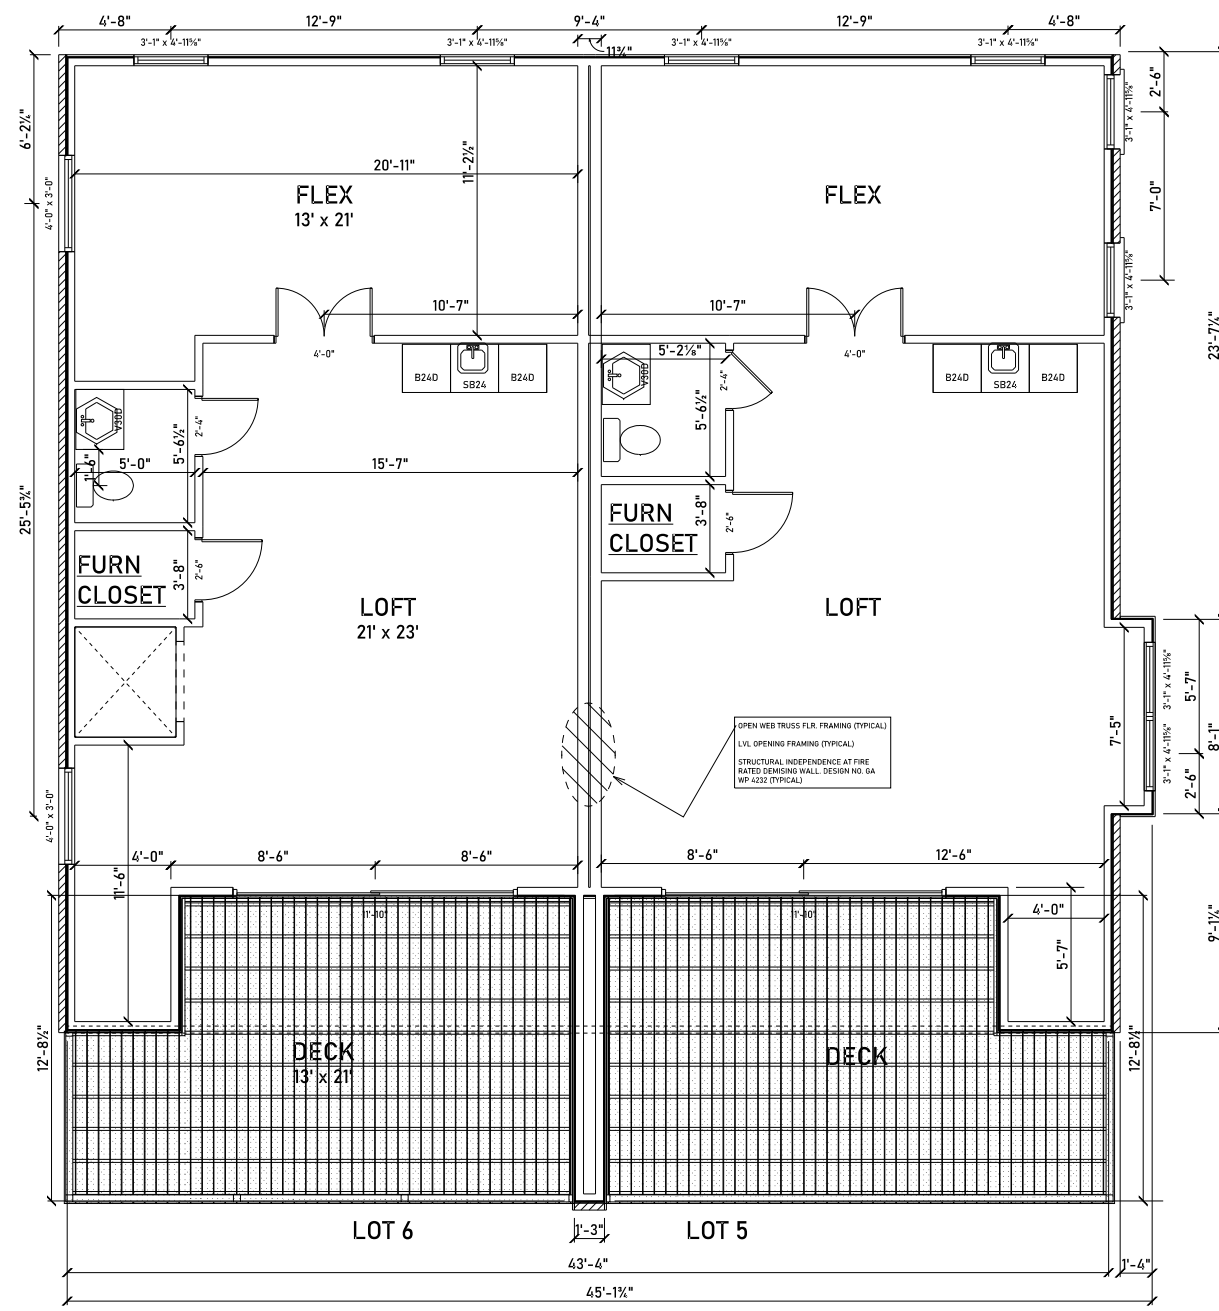 4'-8" 12'-9" 9'-4" 12'-9" 4'-8"
3'-1" x 4'-11⅝" 3'-1" x 4'-11⅝" 11¾" 3'-1" x 4'-11⅝" 3'-1" x 4'-11⅝"
6'-2¼"
2'-6"
3'-1" x 4'-11⅝"
20'-11"
11'-2½"
FLEX
13' x 21'
FLEX
4'-0" x 3'-0"
7'-0"
3'-1" x 4'-11⅝"
10'-7" 10'-7"
4'-0" 4'-0"
23'-7¼"
5'-2⅛"
B24D SB24 B24D
V30D
2'-4"
B24D SB24 B24D
V30D
5'-6½"
2'-4"
5'-6½"
1'-6"
5'-0" 15'-7"
25'-5¾"
FURN
CLOSET
3'-8"
2'-6"
FURN
CLOSET
3'-8"
2'-6"
LOFT
21' x 23'
LOFT
3'-1" x 4'-11⅝"
5'-7"
7'-5"
8'-1"
3'-1" x 4'-11⅝"
2'-6"
OPEN WEB TRUSS FLR. FRAMING (TYPICAL)
LVL OPENING FRAMING (TYPICAL)
STRUCTURAL INDEPENDENCE AT FIRE
RATED DEMISING WALL. DESIGN NO. GA
WP 4232 (TYPICAL)
4'-0" x 3'-0"
4'-0" 8'-6" 8'-6" 8'-6" 12'-6"
11'-6"
1'-10" 1'-10"
4'-0"
5'-7"
9'-1¼"
12'-8½"
DECK
13' x 21'
DECK
12'-8½"
LOT 6 1'-3" LOT 5
43'-4" 1'-4"
45'-1¾"